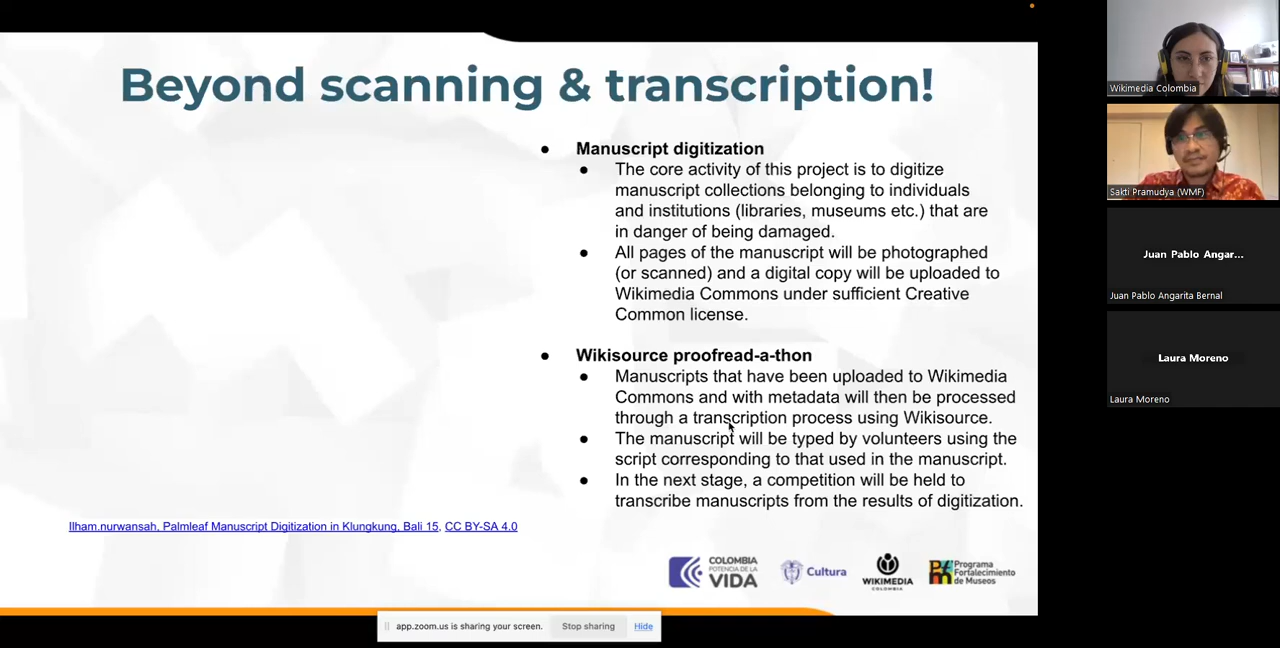 Beyond scanning & transcription!
● Manuscript digitization
● The core activity of this project is to digitize
manuscript collections belonging to individuals
and institutions (libraries, museums etc.) that are
in danger of being damaged.
● All pages of the manuscript will be photographed
(or scanned) and a digital copy will be uploaded to
Wikimedia Commons under sufficient Creative
Common license.
● Wikisource proofread-a-thon
● Manuscripts that have been uploaded to Wikimedia
Commons and with metadata will then be processed
through a transcription process using Wikisource.
● The manuscript will be typed by volunteers using the
script corresponding to that used in the manuscript.
● In the next stage, a competition will be held to
transcribe manuscripts from the results of digitization.
Ilham.nurwansah, Palmleaf Manuscript Digitization in Klungkung, Bali 15, CC BY-SA 4.0
COLOMBIA
POTENCIA DE LA
VIDA
Cultura
WIKIMEDIA
COLOMBIA
Programa
Fortalecimiento
de Museos
app.zoom.us is sharing your screen.
Stop sharing
Hide
Wikimedia Colombia
Sakti Pramudya (WMF)
Juan Pablo Angar...
Juan Pablo Angarita Bernal
Laura Moreno
Laura Moreno